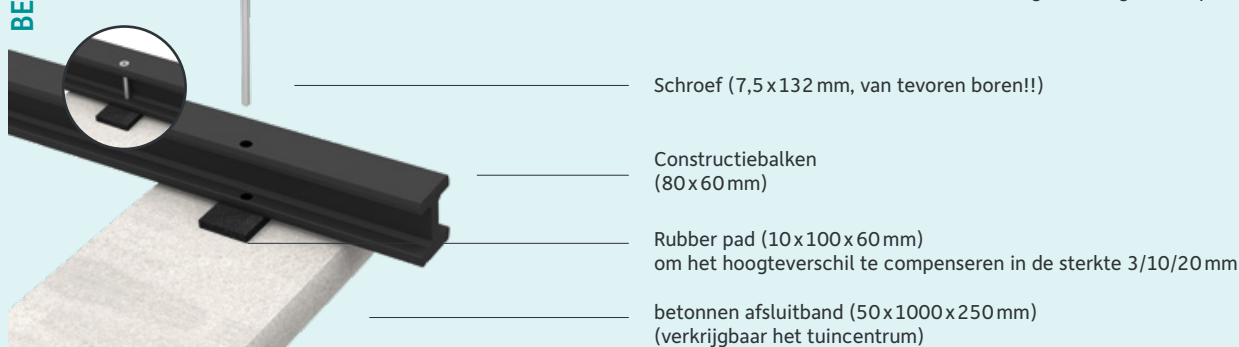 BE
Schroef (7,5 x 132 mm, van tevoren boren!!)
Constructiebalken
(80 x 60 mm)
Rubber pad (10 x 100 x 60 mm)
om het hoogteverschil te compenseren in de sterkte 3/10/20 mm
betonnen afsluitband (50 x 1000 x 250 mm)
(verkrijgbaar het tuincentrum)